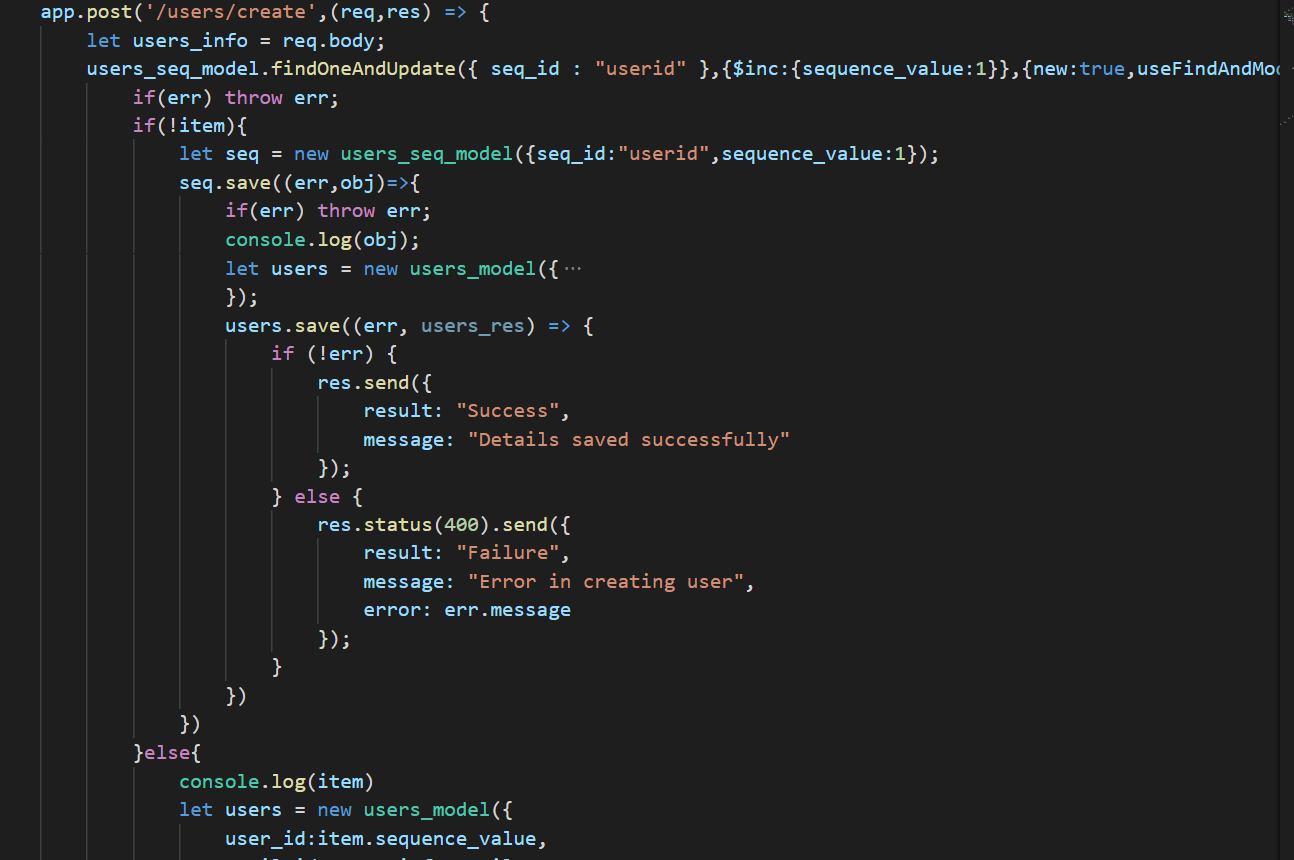 app.post('/users/create',(req,res) => {
let users_info = req.body;
users_seq_model.findOneAndUpdate({ seq_id : "userid" },{$inc:{sequence_value:1}},{new:true,useFindAndMo
if(err) throw err;
if(!item){
let seq = new users_seq_model({seq_id:"userid",sequence_value:1});
seq.save((err,obj)=>{
if(err) throw err;
console.log(obj);
let users = new users_model({···
});
users.save((err, users_res) => {
if (!err) {
res.send({
result: "Success",
message: "Details saved successfully"
});
} else {
res.status(400).send({
result: "Failure",
message: "Error in creating user",
error: err.message
});
}
})
})
}else{
console.log(item)
let users = new users_model({
user_id:item.sequence_value,